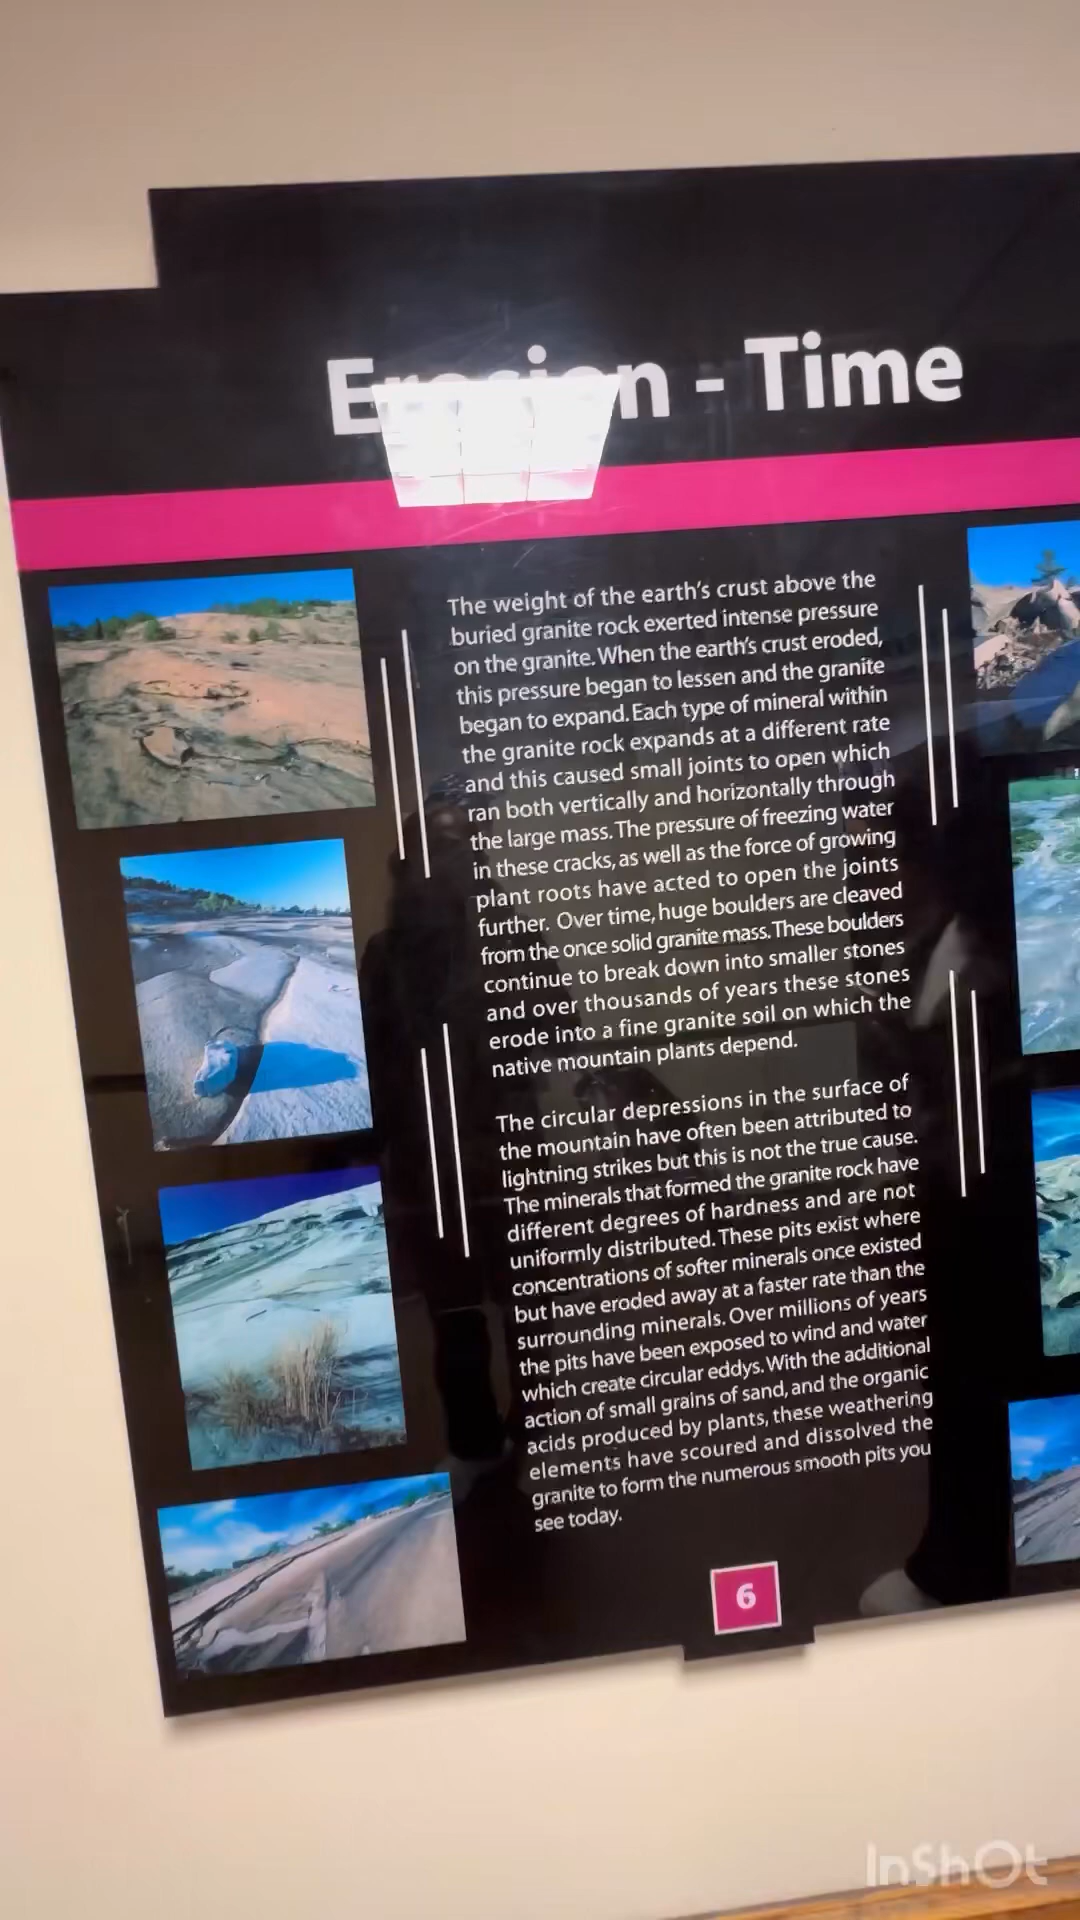 Erosion - Time
The weight of the earth's crust above the
buried granite rock exerted intense pressure
on the granite. When the earth's crust eroded,
this pressure began to lessen and the granite
began to expand. Each type of mineral within
the granite rock expands at a different rate
and this caused small joints to open which
ran both vertically and horizontally through
the large mass. The pressure of freezing water
in these cracks, as well as the force of growing
plant roots have acted to open the joints
further. Over time, huge boulders are cleaved
from the once solid granite mass. These boulders
continue to break down into smaller stones
and over thousands of years these stones
erode into a fine granite soil on which the
native mountain plants depend.
The circular depressions in the surface of
the mountain have often been attributed to
lightning strikes but this is not the true cause.
The minerals that formed the granite rock have
different degrees of hardness and are not
uniformly distributed. These pits exist where
concentrations of softer minerals once existed
but have eroded away at a faster rate than the
surrounding minerals. Over millions of years
the pits have been exposed to wind and water
which create circular eddys. With the additional
action of small grains of sand, and the organic
acids produced by plants, these weathering
elements have scoured and dissolved the
granite to form the numerous smooth pits you
see today.
6
InShOt